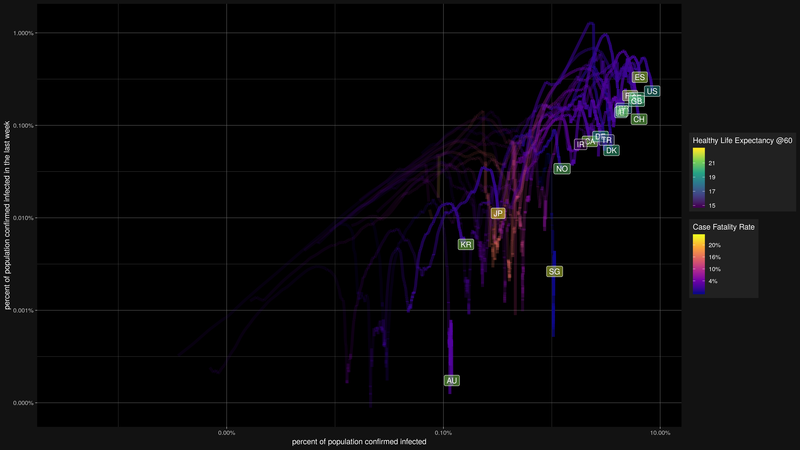 1.000%
0.100%
0.010%
0.001%
0.000%
percent of population confirmed infected in the last week
ES
US
GB
IT
CH
DE
TR
IR
DK
NO
JP
KR
SG
AU
0.00%
0.10%
10.00%
percent of population confirmed infected
Healthy Life Expectancy @60
21
19
17
15
Case Fatality Rate
20%
16%
10%
4%